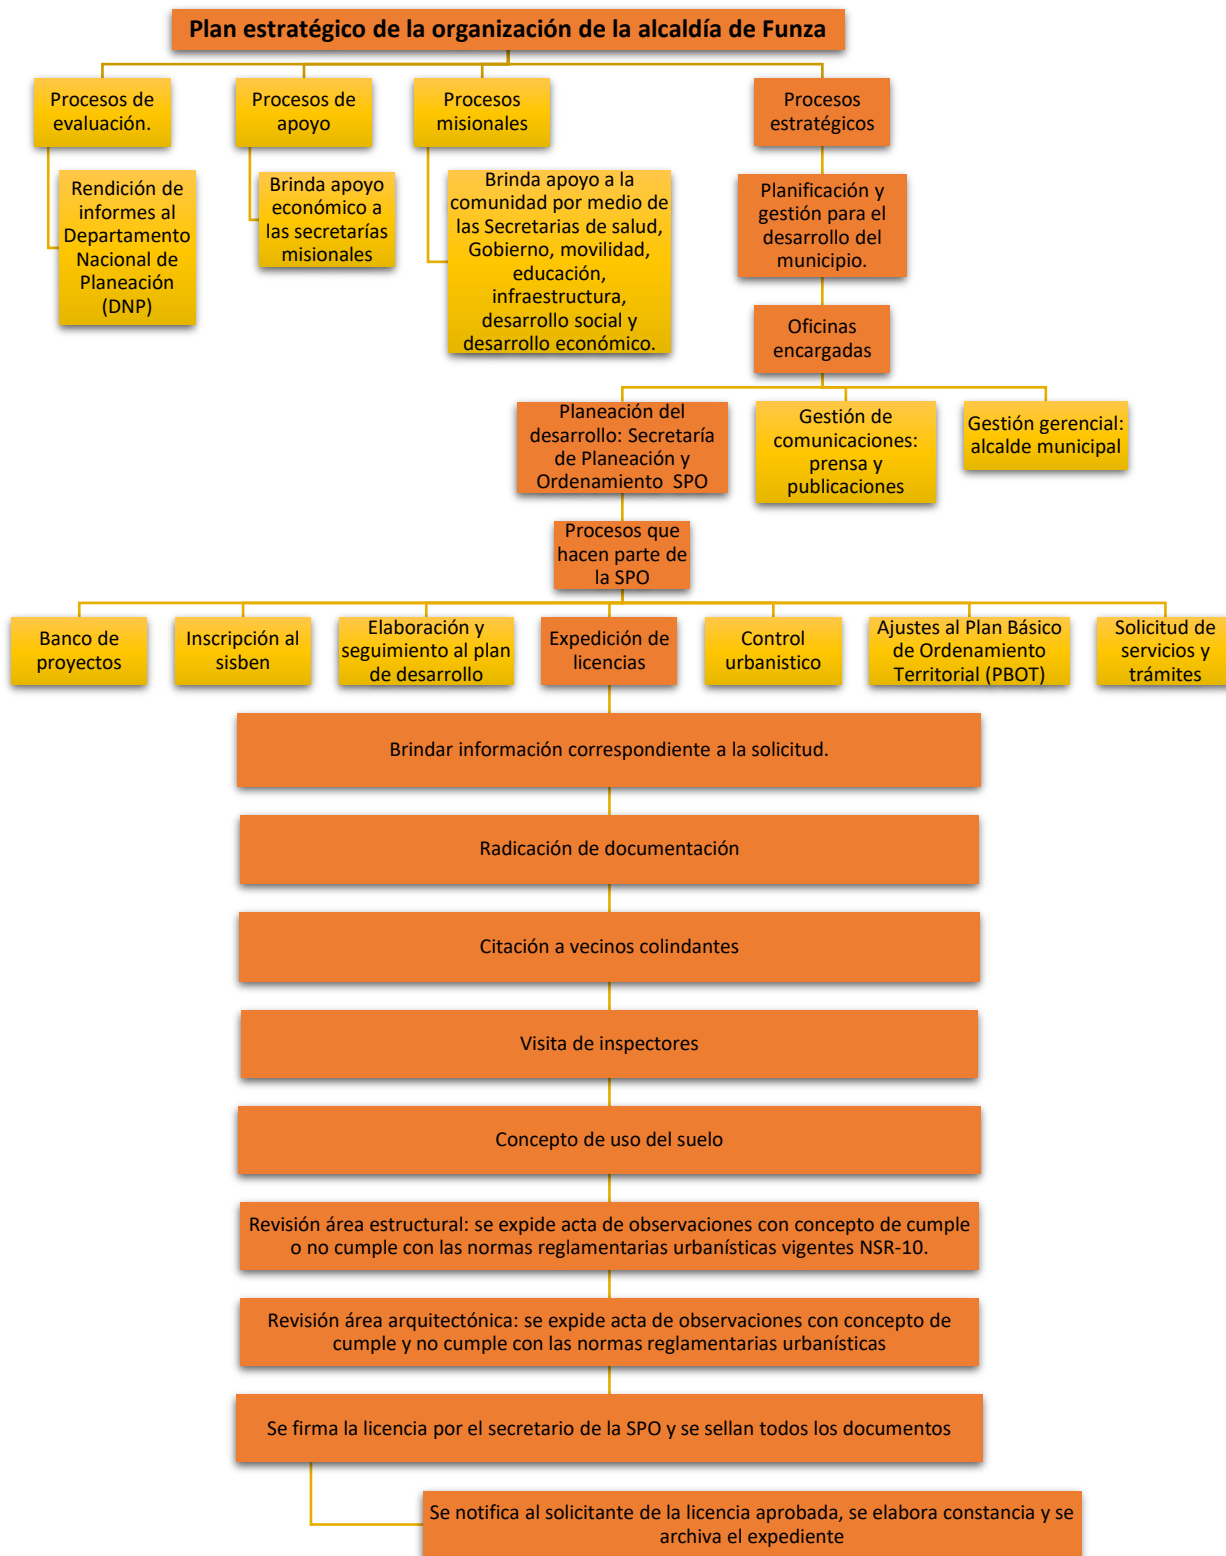 Plan estratégico de la organización de la alcaldía de Funza
Procesos de
evaluación.
Procesos de
apoyo
Procesos
misionales
Procesos
estratégicos
Rendición de
informes al
Departamento
Nacional de
Planeación
(DNP)
Brinda apoyo
económico a
las secretarías
misionales
Brinda apoyo a la
comunidad por medio de
las Secretarias de salud,
Gobierno, movilidad,
educación,
infraestructura,
desarrollo social y
desarrollo económico.
Planificación y
gestión para el
desarrollo del
municipio.
Oficinas
encargadas
Planeación del
desarrollo: Secretaría
de Planeación y
Ordenamiento SPO
Gestión de
comunicaciones:
prensa y
publicaciones
Gestión gerencial:
alcalde municipal
Procesos que
hacen parte de
la SPO
Banco de
proyectos
Inscripción al
sisben
Elaboración y
seguimiento al plan
de desarrollo
Expedición de
licencias
Control
urbanistico
Ajustes al Plan Básico
de Ordenamiento
Territorial (PBOT)
Solicitud de
servicios y
trámites
Brindar información correspondiente a la solicitud.
Radicación de documentación
Citación a vecinos colindantes
Visita de inspectores
Concepto de uso del suelo
Revisión área estructural: se expide acta de observaciones con concepto de cumple
o no cumple con las normas reglamentarias urbanísticas vigentes NSR-10.
Revisión área arquitectónica: se expide acta de observaciones con concepto de
cumple y no cumple con las normas reglamentarias urbanísticas
Se firma la licencia por el secretario de la SPO y se sellan todos los documentos
Se notifica al solicitante de la licencia aprobada, se elabora constancia y se
archiva el expediente